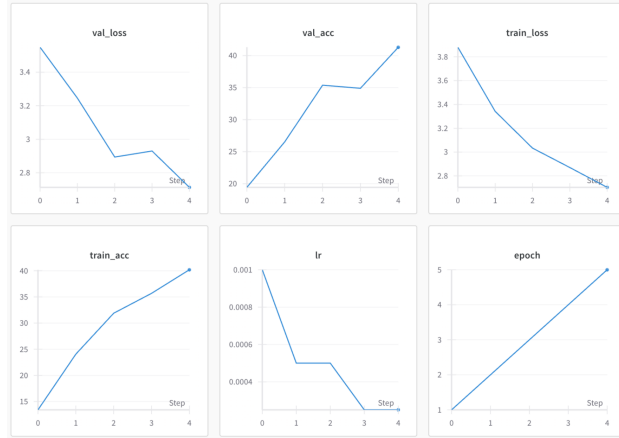 val_loss
3.4
3.2
3
2.8
Step
0 1 2 3 4
val_acc
40
35
30
25
20
Step
0 1 2 3 4
train_loss
3.8
3.6
3.4
3.2
3
2.8
Step
0 1 2 3 4
train_acc
40
35
30
25
20
15
Step
0 1 2 3 4
lr
0.001
0.0008
0.0006
0.0004
Step
0 1 2 3 4
epoch
5
4
3
2
1
Step
0 1 2 3 4